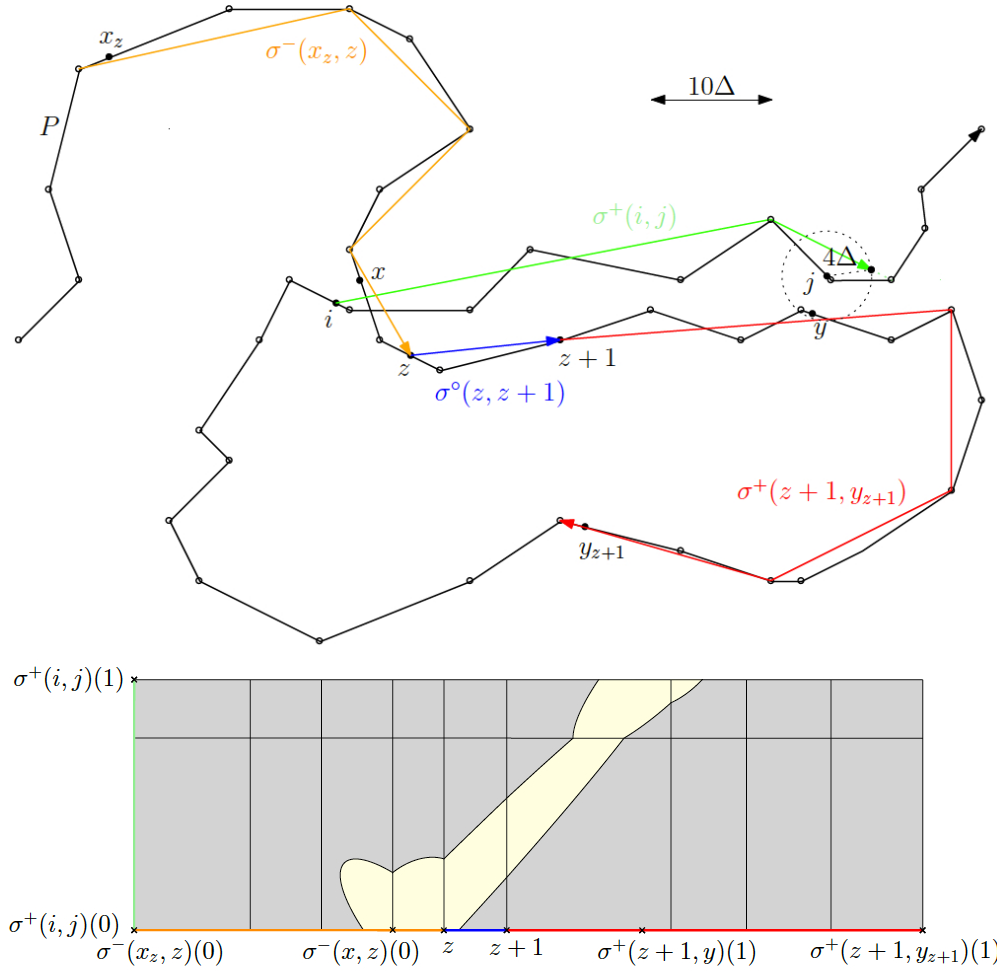 x_z
σ⁻(x_z, z)
10Δ
P
σ⁺(i, j)
4Δ
x
j
i
y
z
z + 1
σ°(z, z + 1)
σ⁺(z + 1, y_{z+1})
y_{z+1}
σ⁺(i, j)(1)
σ⁺(i, j)(0)
σ⁻(x_z, z)(0) σ⁻(x, z)(0) z z + 1 σ⁺(z + 1, y)(1) σ⁺(z + 1, y_{z+1})(1)